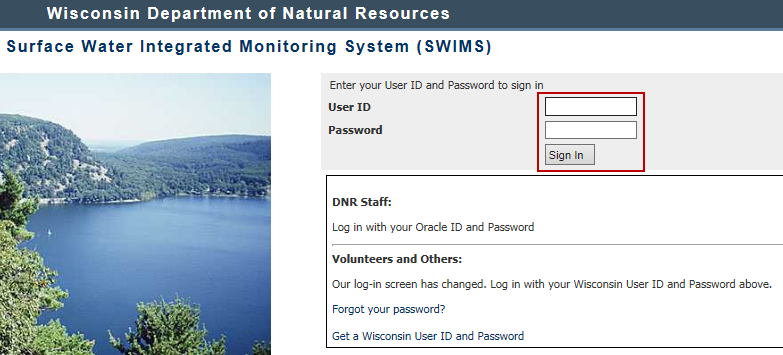 Wisconsin Department of Natural Resources
Surface Water Integrated Monitoring System (SWIMS)
Enter your User ID and Password to sign in
User ID
Password
Sign In
DNR Staff:
Log in with your Oracle ID and Password
Volunteers and Others:
Our log-in screen has changed. Log in with your Wisconsin User ID and Password above.
Forgot your password?
Get a Wisconsin User ID and Password